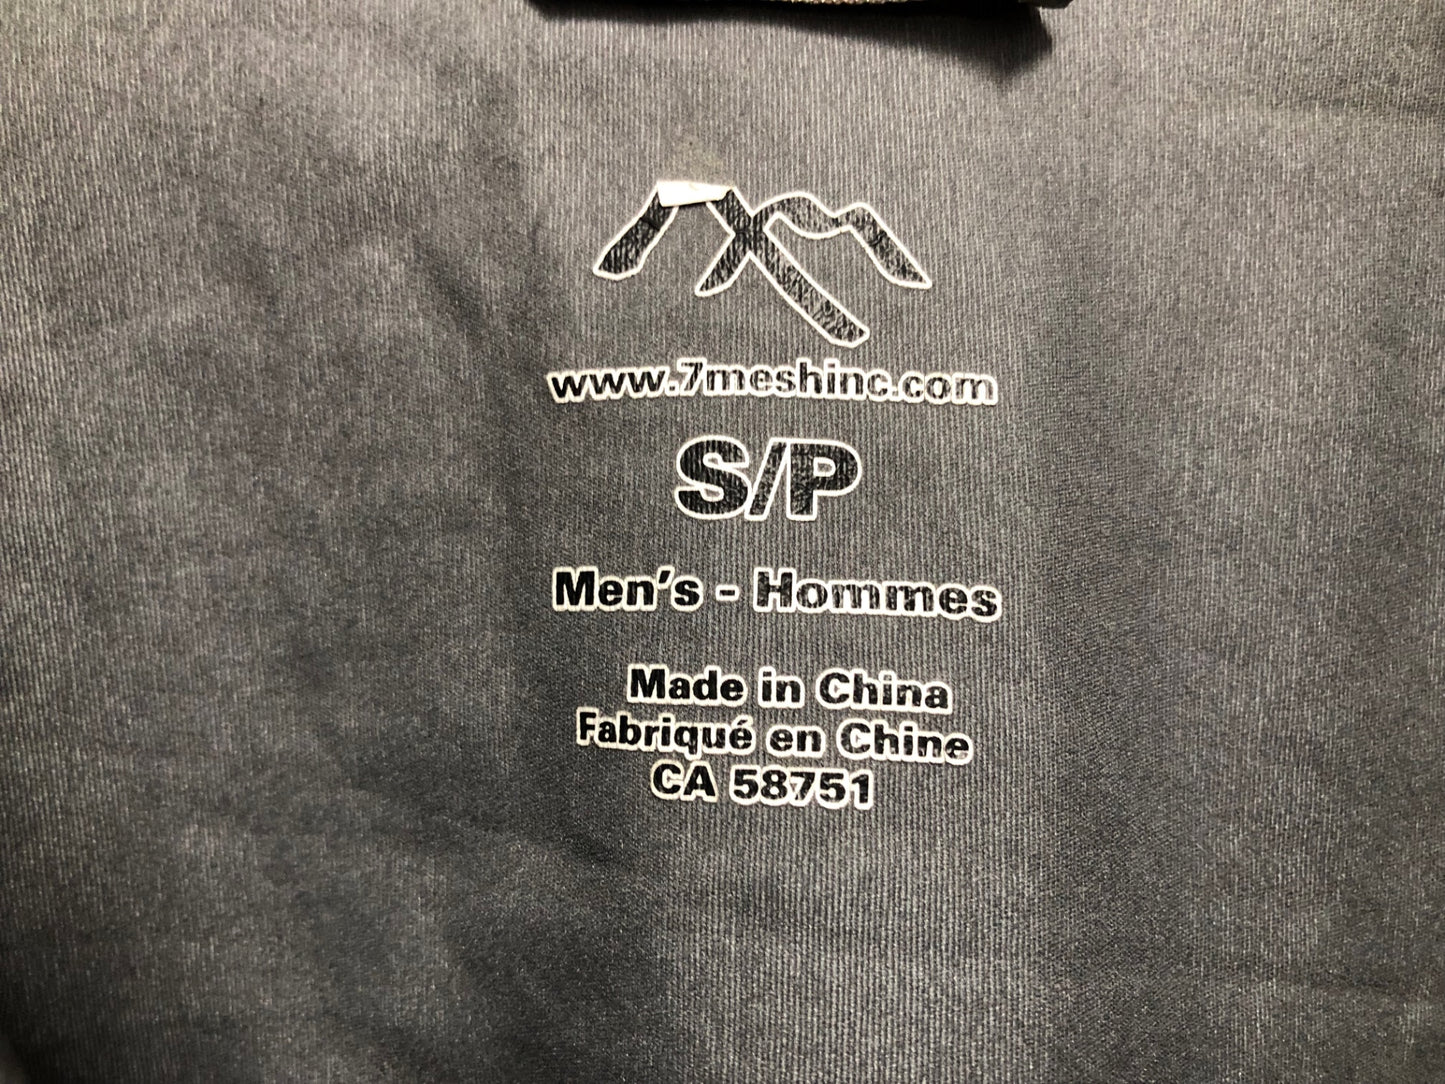 www.7meshinc.com
S/P
Men's - Hommes
Made in China
Fabriqué en Chine
CA 58751